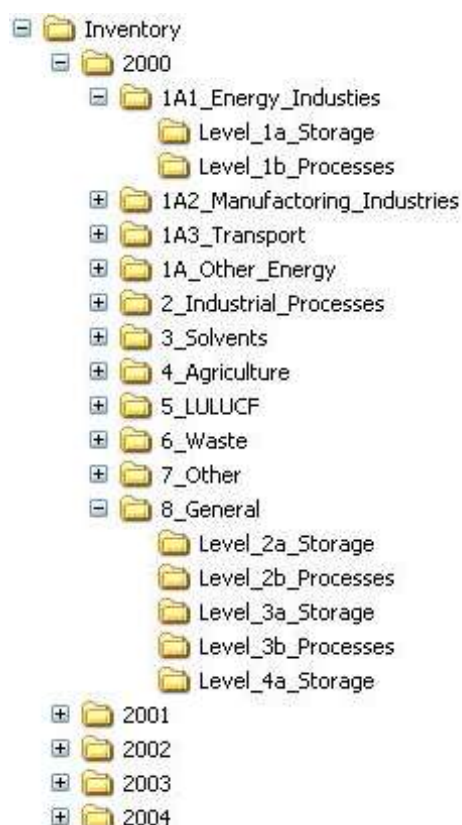 Inventory
2000
1A1_Energy_Industies
Level_1a_Storage
Level_1b_Processes
1A2_Manufactoring_Industries
1A3_Transport
1A_Other_Energy
2_Industrial_Processes
3_Solvents
4_Agriculture
5_LULUCF
6_Waste
7_Other
8_General
Level_2a_Storage
Level_2b_Processes
Level_3a_Storage
Level_3b_Processes
Level_4a_Storage
2001
2002
2003
2004